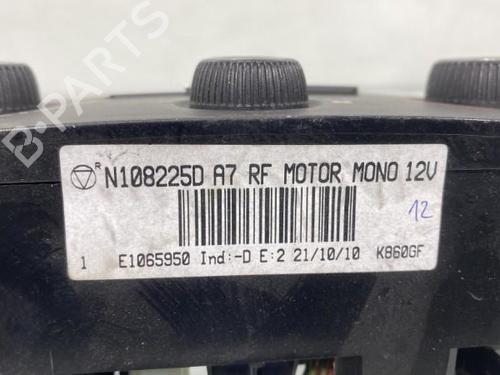 B-PARTS
R N108225D A7 RF MOTOR MONO 12V
12
1 E1065950 Ind:-D E:2 21/10/10 K860GF